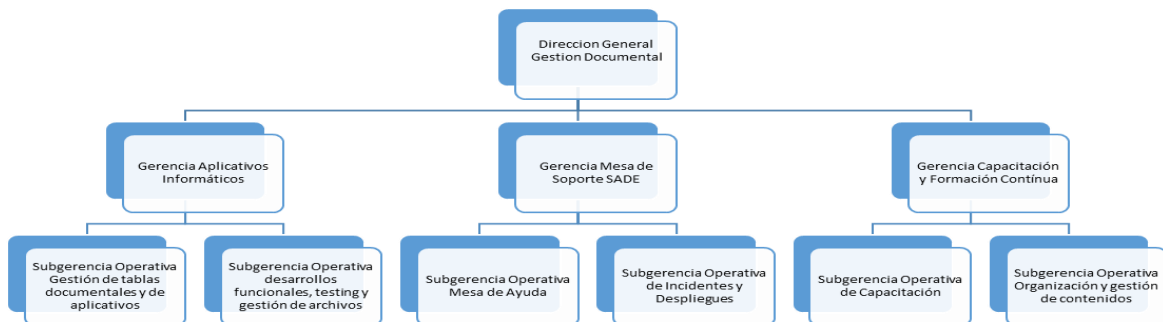 Direccion General
Gestion Documental
Gerencia Aplicativos
Informáticos
Gerencia Mesa de
Soporte SADE
Gerencia Capacitación
y Formación Contínua
Subgerencia Operativa
Gestión de tablas
documentales y de
aplicativos
Subgerencia Operativa
desarrollos
funcionales, testing y
gestión de archivos
Subgerencia Operativa
Mesa de Ayuda
Subgerencia Operativa
de Incidentes y
Despliegues
Subgerencia Operativa
de Capacitación
Subgerencia Operativa
Organización y gestión
de contenidos